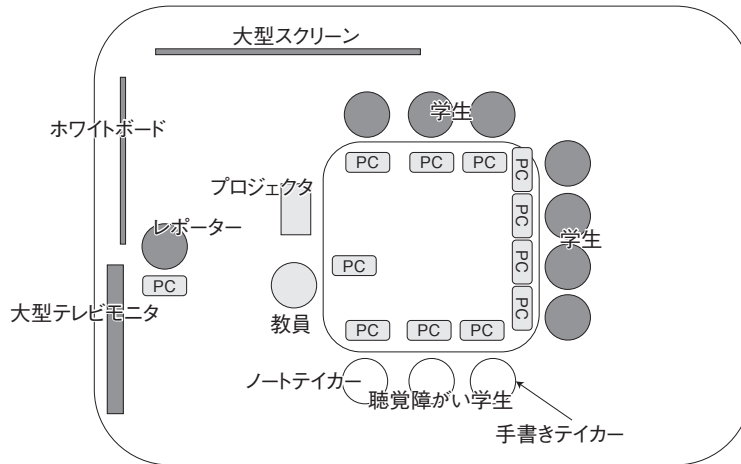 大型スクリーン
ホワイトボード
学生
PC
PC
PC
PC
プロジェクタ
レポーター
PC
PC
学生
PC
PC
PC
大型テレビモニタ
教員
PC
PC
PC
PC
ノートテイカー
聴覚障がい学生
手書きテイカー